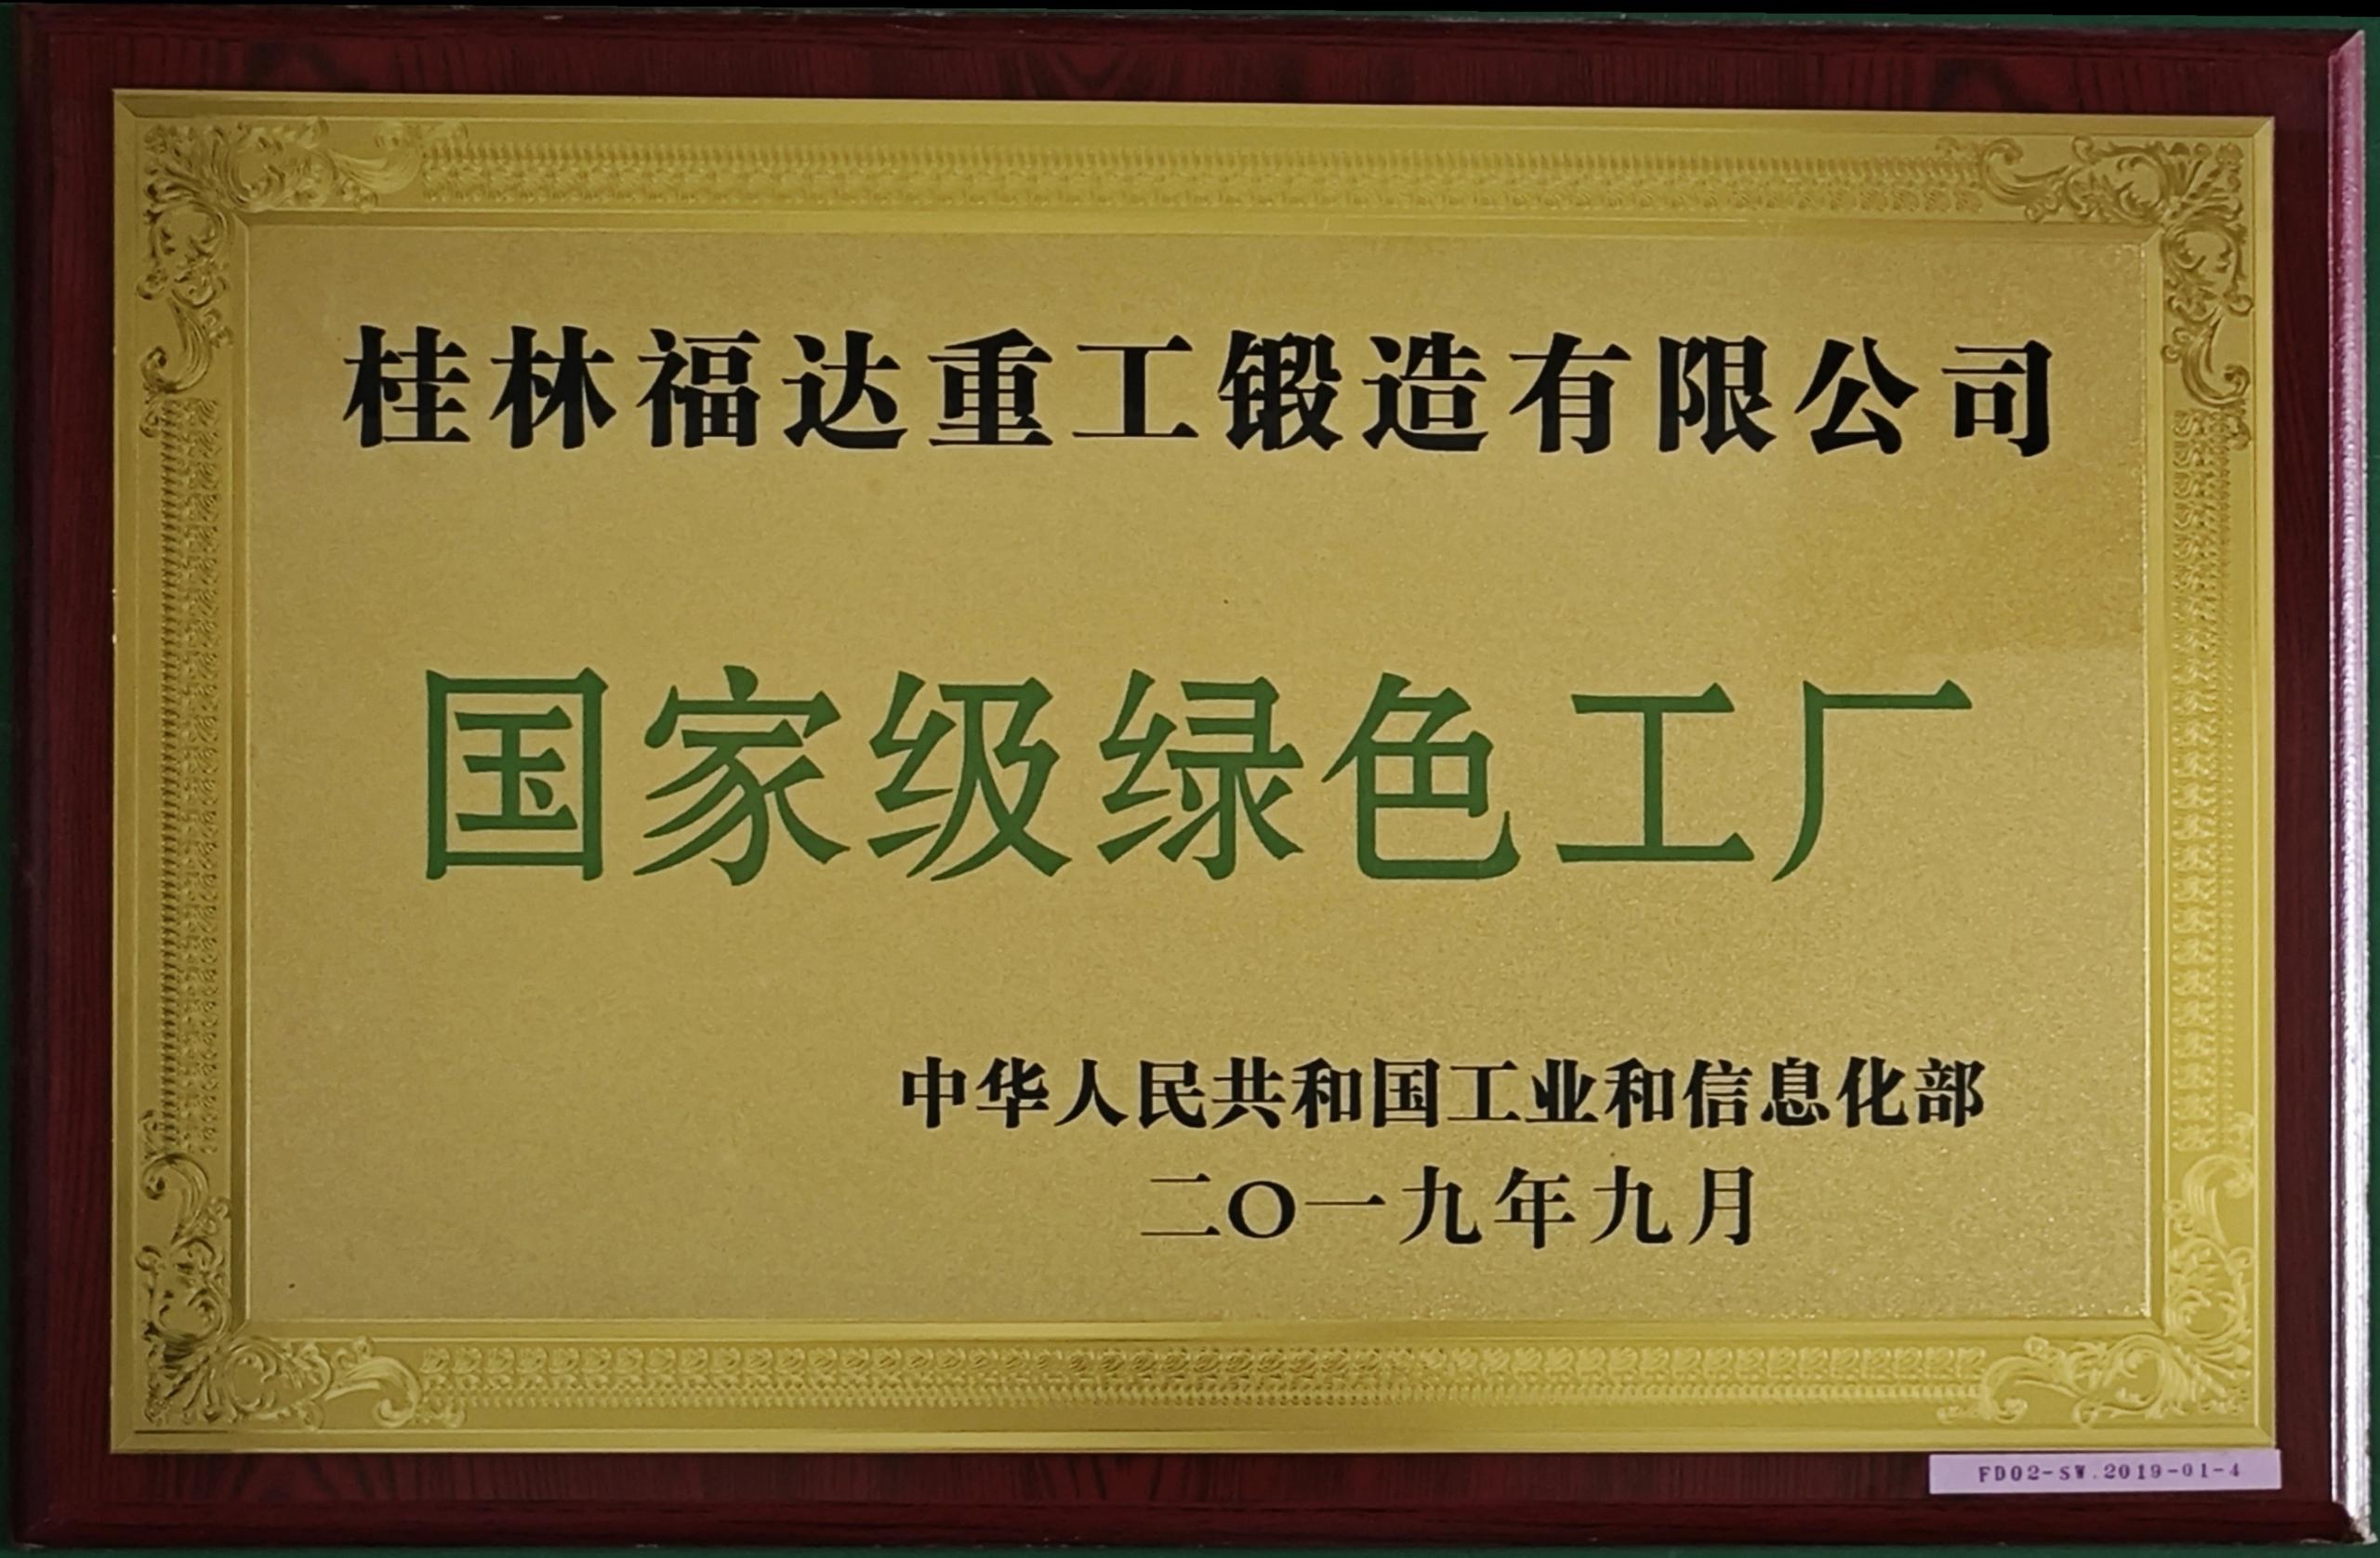 桂林福达重工锻造有限公司
国家级绿色工厂
中华人民共和国工业和信息化部
二〇一九年九月
FD02-SW.2019-01-4